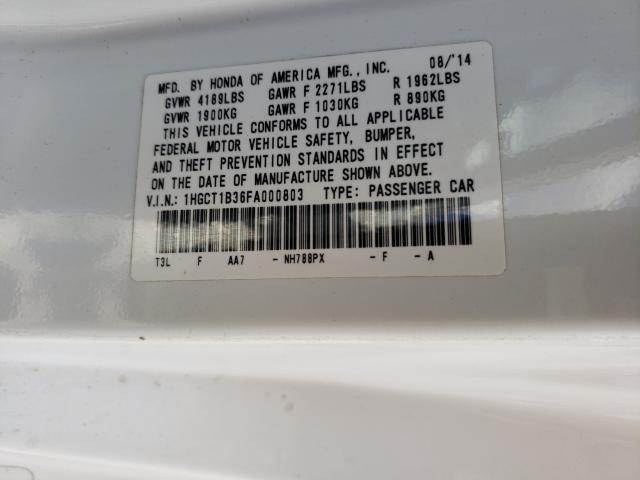 MFD. BY HONDA OF AMERICA MFG., INC. 08/'14
GVWR 4189LBS GAWR F 2271LBS R 1962LBS
GVWR 1900KG GAWR F 1030KG R 890KG
THIS VEHICLE CONFORMS TO ALL APPLICABLE
FEDERAL MOTOR VEHICLE SAFETY, BUMPER,
AND THEFT PREVENTION STANDARDS IN EFFECT
ON THE DATE OF MANUFACTURE SHOWN ABOVE.
V.I.N.: 1HGCT1B36FA000803 TYPE: PASSENGER CAR
T3L F AA7 - NH788PX - F - A